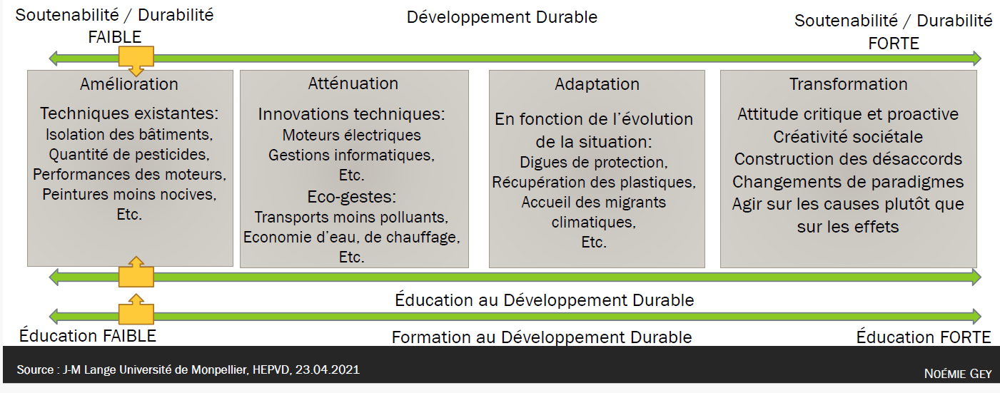 Soutenabilité / Durabilité
FAIBLE
Développement Durable
Soutenabilité / Durabilité
FORTE
Amélioration
Techniques existantes:
Isolation des bâtiments,
Quantité de pesticides,
Performances des moteurs,
Peintures moins nocives,
Etc.
Atténuation
Innovations techniques:
Moteurs électriques
Gestions informatiques,
Etc.
Eco-gestes:
Transports moins polluants,
Economie d’eau, de chauffage,
Etc.
Adaptation
En fonction de l’évolution
de la situation:
Digues de protection,
Récupération des plastiques,
Accueil des migrants
climatiques,
Etc.
Transformation
Attitude critique et proactive
Créativité sociétale
Construction des désaccords
Changements de paradigmes
Agir sur les causes plutôt que
sur les effets
Éducation au Développement Durable
Éducation FAIBLE
Formation au Développement Durable
Éducation FORTE
Source : J-M Lange Université de Monpellier, HEPVD, 23.04.2021
NOÉMIE GEY